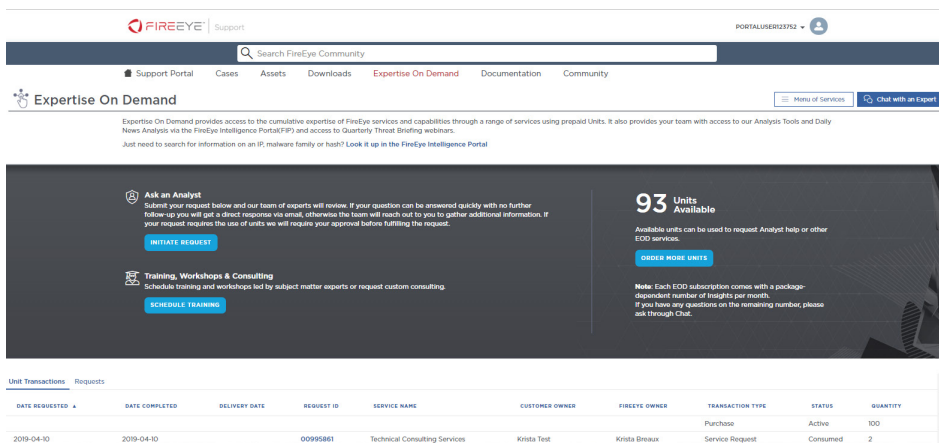 FIREEYE Support
PORTALUSER123752
Search FireEye Community
Support Portal Cases Assets Downloads Expertise On Demand Documentation Community
Expertise On Demand
Menu of Services
Chat with an Expert
Expertise On Demand provides access to the cumulative expertise of FireEye services and capabilities through a range of services using prepaid Units. It also provides your team with access to our Analysis Tools and Daily
News Analysis via the FireEye Intelligence Portal(FIP) and access to Quarterly Threat Briefing webinars.
Just need to search for information on an IP, malware family or hash? Look it up in the FireEye Intelligence Portal
Ask an Analyst
Submit your request below and our team of experts will review. If your question can be answered quickly with no further
follow-up you will get a direct response via email, otherwise the team will reach out to you to gather additional information. If
your request requires the use of units we will require your approval before fulfilling the request.
INITIATE REQUEST
Training, Workshops & Consulting
Schedule training and workshops led by subject matter experts or request custom consulting.
SCHEDULE TRAINING
93 Units Available
Available units can be used to request Analyst help or other
EOD services.
ORDER MORE UNITS
Note: Each EOD subscription comes with a package-
dependent number of Insights per month.
If you have any questions on the remaining number, please
ask through Chat.
Unit Transactions Requests
DATE REQUESTED DATE COMPLETED DELIVERY DATE REQUEST ID SERVICE NAME CUSTOMER OWNER FIREEYE OWNER TRANSACTION TYPE STATUS QUANTITY
Purchase Active 100
2019-04-10 2019-04-10 00995861 Technical Consulting Services Krista Test Krista Breaux Service Request Consumed 2